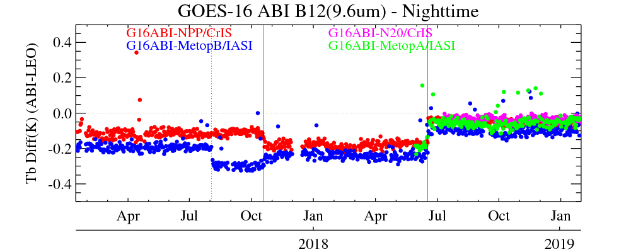 GOES-16 ABI B12(9.6um) - Nighttime
G16ABI-NPP/CrIS G16ABI-N20/CrIS
G16ABI-MetopB/IASI G16ABI-MetopA/IASI
Tb Diff(K) (ABI-LEO)
0.4
0.2
0.0
-0.2
-0.4
Apr Jul Oct Jan Apr Jul Oct Jan
2018 2019